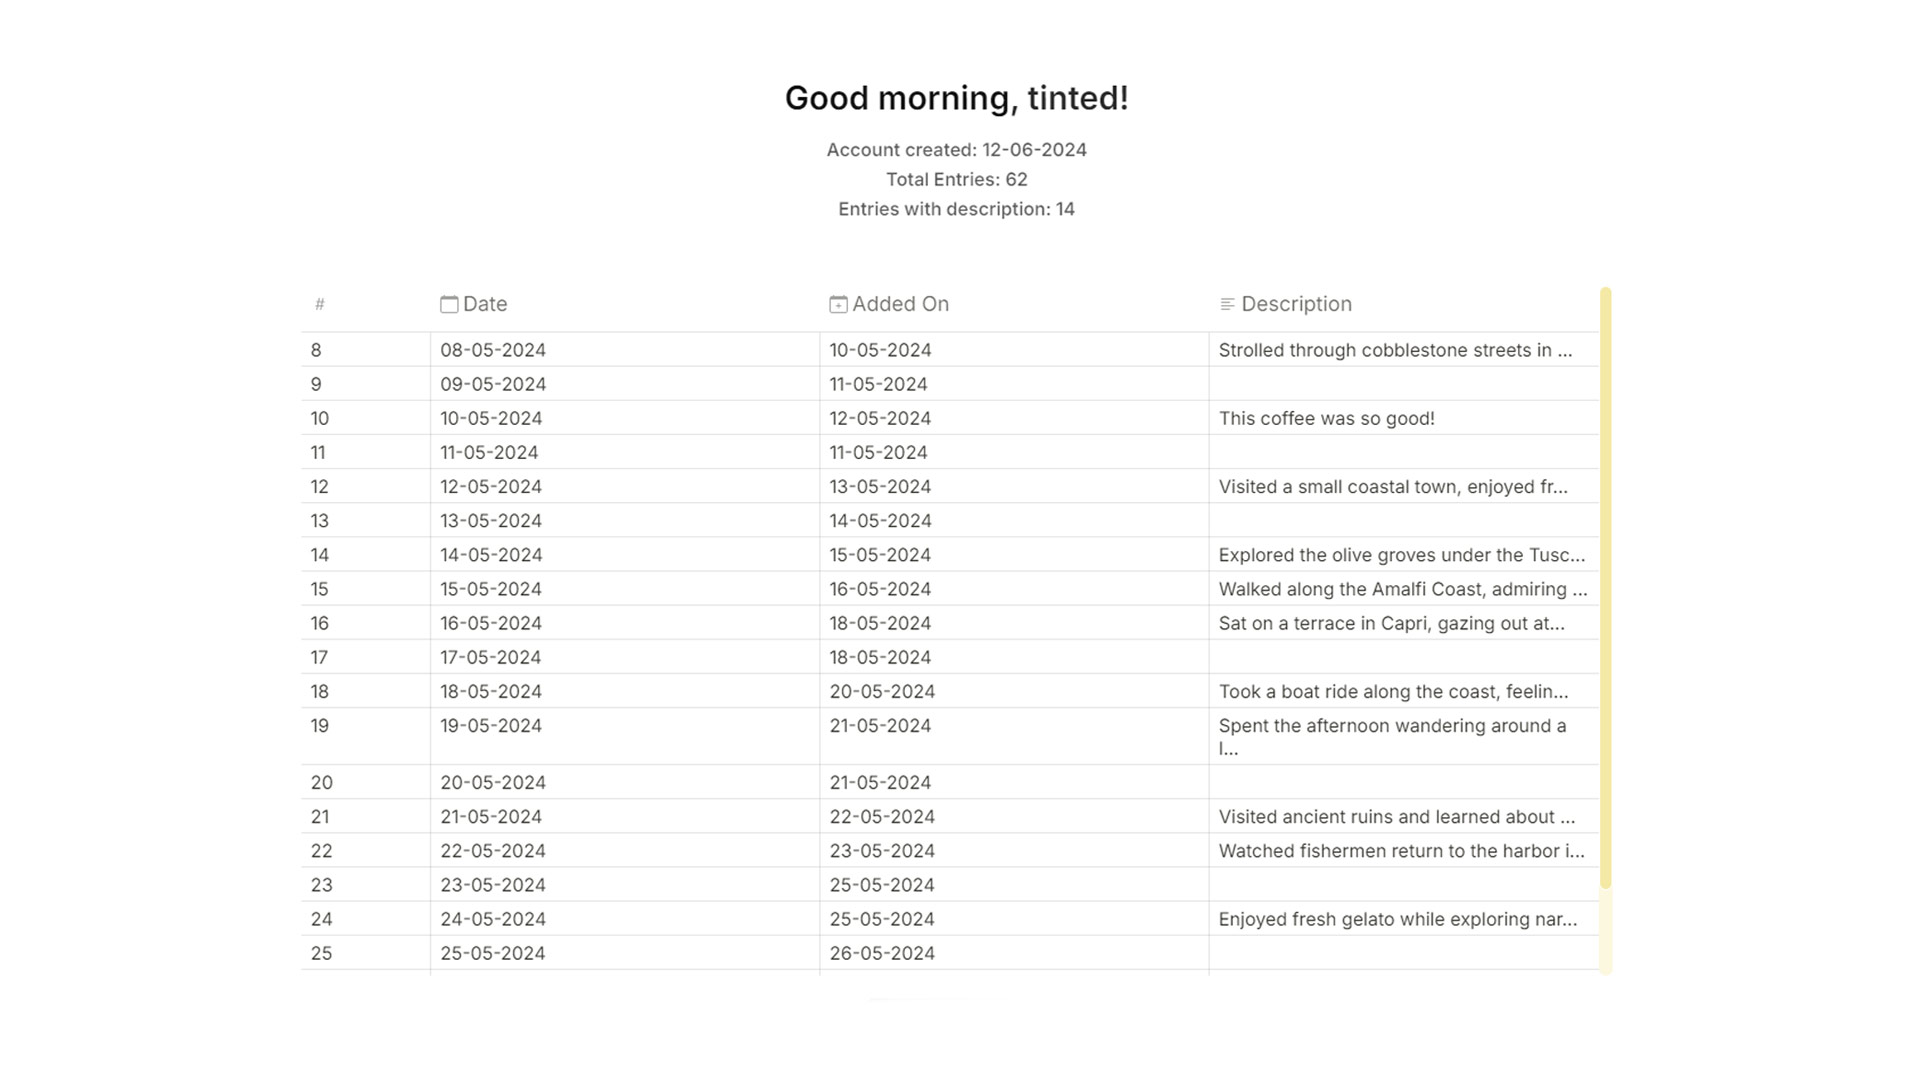 Good morning, tinted!
Account created: 12-06-2024
Total Entries: 62
Entries with description: 14
# Date Added On Description
8 08-05-2024 10-05-2024 Strolled through cobblestone streets in ...
9 09-05-2024 11-05-2024
10 10-05-2024 12-05-2024 This coffee was so good!
11 11-05-2024 11-05-2024
12 12-05-2024 13-05-2024 Visited a small coastal town, enjoyed fr...
13 13-05-2024 14-05-2024
14 14-05-2024 15-05-2024 Explored the olive groves under the Tusc...
15 15-05-2024 16-05-2024 Walked along the Amalfi Coast, admiring ...
16 16-05-2024 18-05-2024 Sat on a terrace in Capri, gazing out at...
17 17-05-2024 18-05-2024
18 18-05-2024 20-05-2024 Took a boat ride along the coast, feelin...
19 19-05-2024 21-05-2024 Spent the afternoon wandering around a
l...
20 20-05-2024 21-05-2024
21 21-05-2024 22-05-2024 Visited ancient ruins and learned about ...
22 22-05-2024 23-05-2024 Watched fishermen return to the harbor i...
23 23-05-2024 25-05-2024
24 24-05-2024 25-05-2024 Enjoyed fresh gelato while exploring nar...
25 25-05-2024 26-05-2024